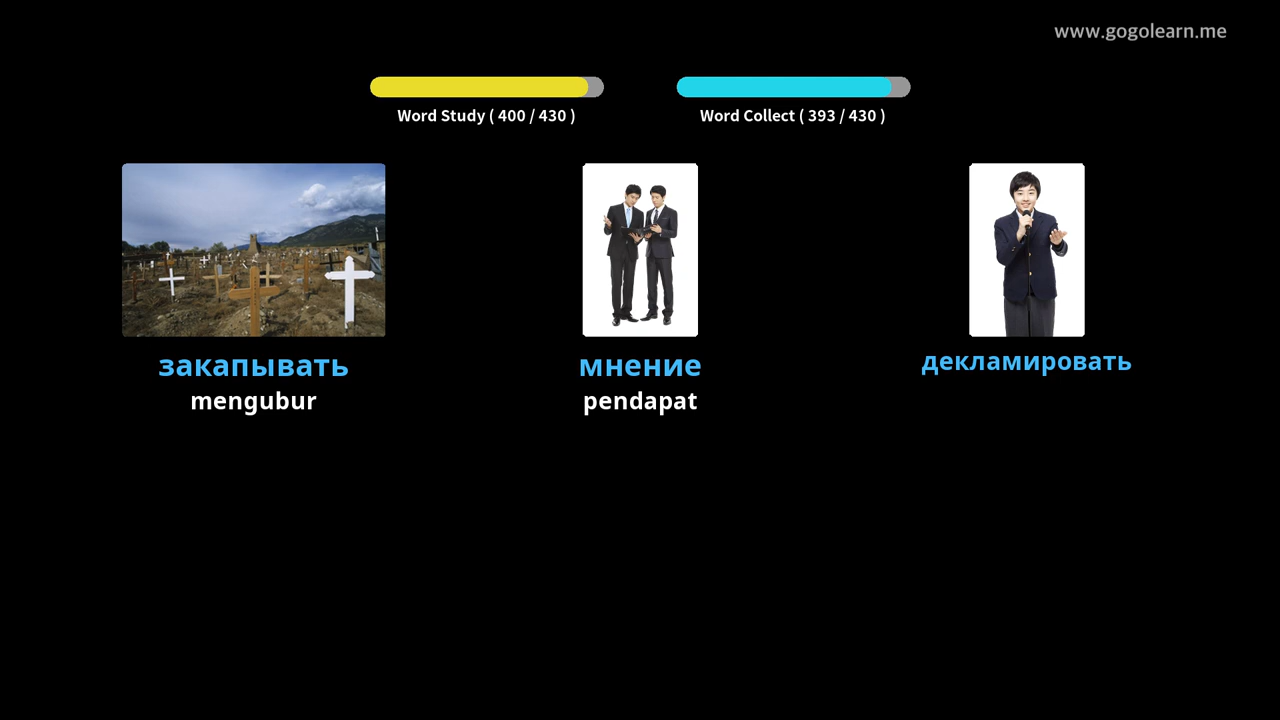 www.gogolearn.me
Word Study ( 400 / 430 )
Word Collect ( 393 / 430 )
закапывать
mengubur
мнение
pendapat
декламировать